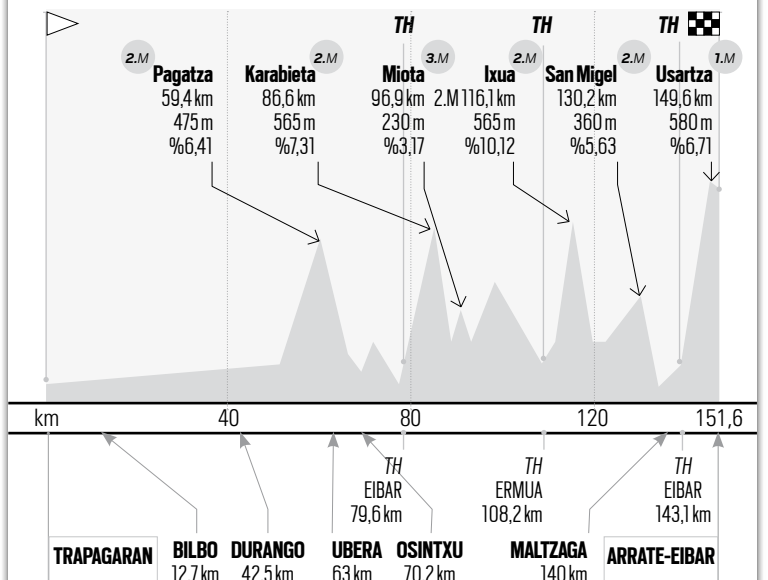 TH TH TH
2.M 2.M 3.M 2.M 2.M 1.M
Pagatza Karabieta Miota Ixua San Migel Usartza
59,4 km 86,6 km 96,9 km 2.M 116,1 km 130,2 km 149,6 km
475 m 565 m 230 m 565 m 360 m 580 m
%6,41 %7,31 %3,17 %10,12 %5,63 %6,71
km 40 80 120 151,6
TH TH TH
EIBAR ERMUA EIBAR
79,6 km 108,2 km 143,1 km
TRAPAGARAN BILBO DURANGO UBERA OSINTXU MALTZAGA ARRATE-EIBAR
12,7 km 42,5 km 63 km 70,2 km 140 km